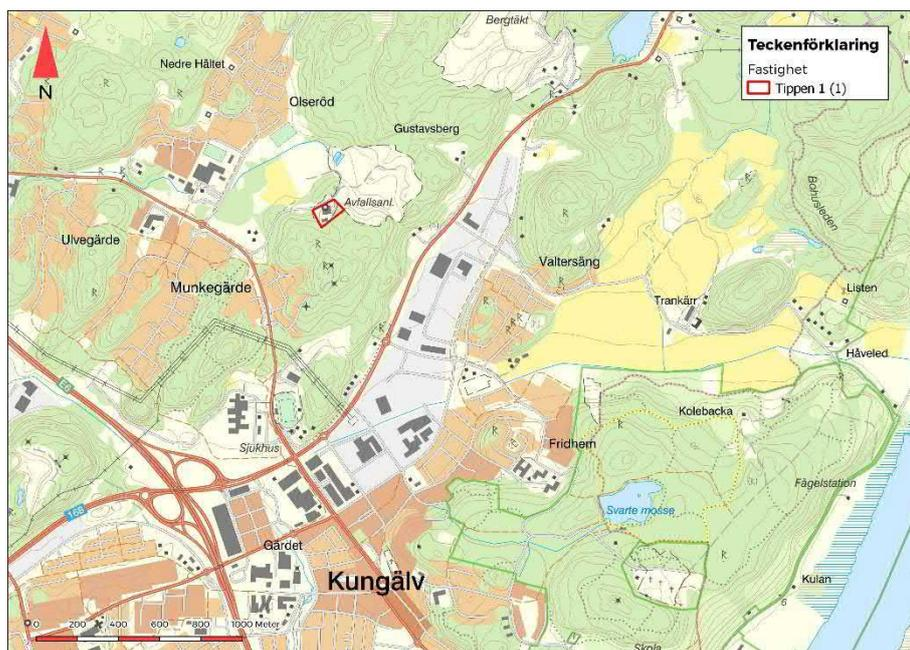 Bergtäkt
Teckenförklaring
Fastighet
Tippen 1 (1)
N
Nedre Hältet
Olseröd
Gustavsberg
Avfallsanl.
Bohusleden
Ulvegärde
Valtersäng
Munkegärde
Trankärr
Listen
Håveled
E6
Kolebacka
Sjukhus
Fridhem
Fågelstation
168
Svarte mosse
Gärdet
Kungälv
Kulan
6
0 200 400 600 800 1000 Meter
Skola